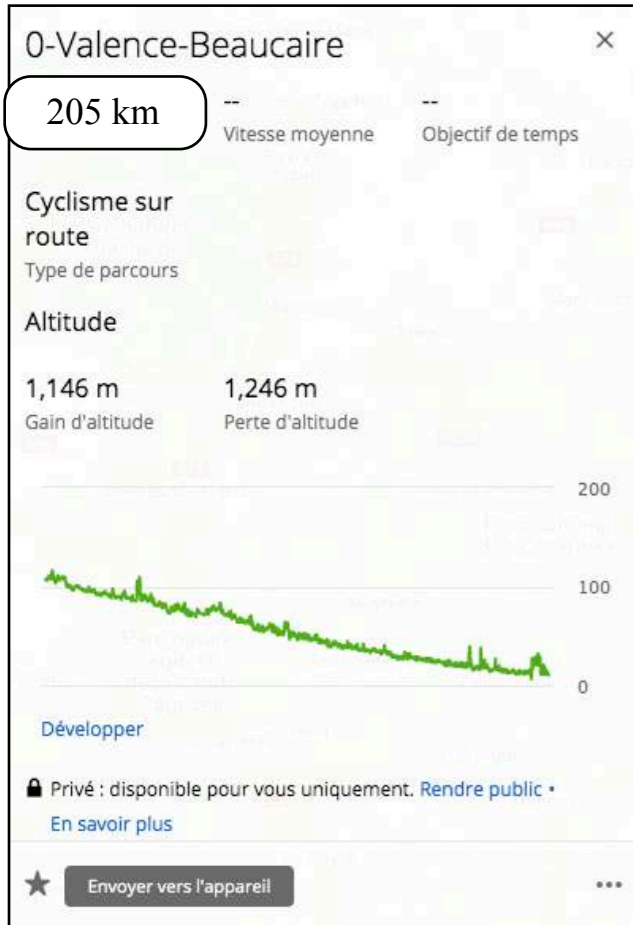 0-Valence-Beaucaire
205 km
--
--
Vitesse moyenne
Objectif de temps
Cyclisme sur
route
Type de parcours
Altitude
1,146 m
1,246 m
Gain d'altitude
Perte d'altitude
200
100
0
Développer
Privé : disponible pour vous uniquement. Rendre public •
En savoir plus
Envoyer vers l'appareil